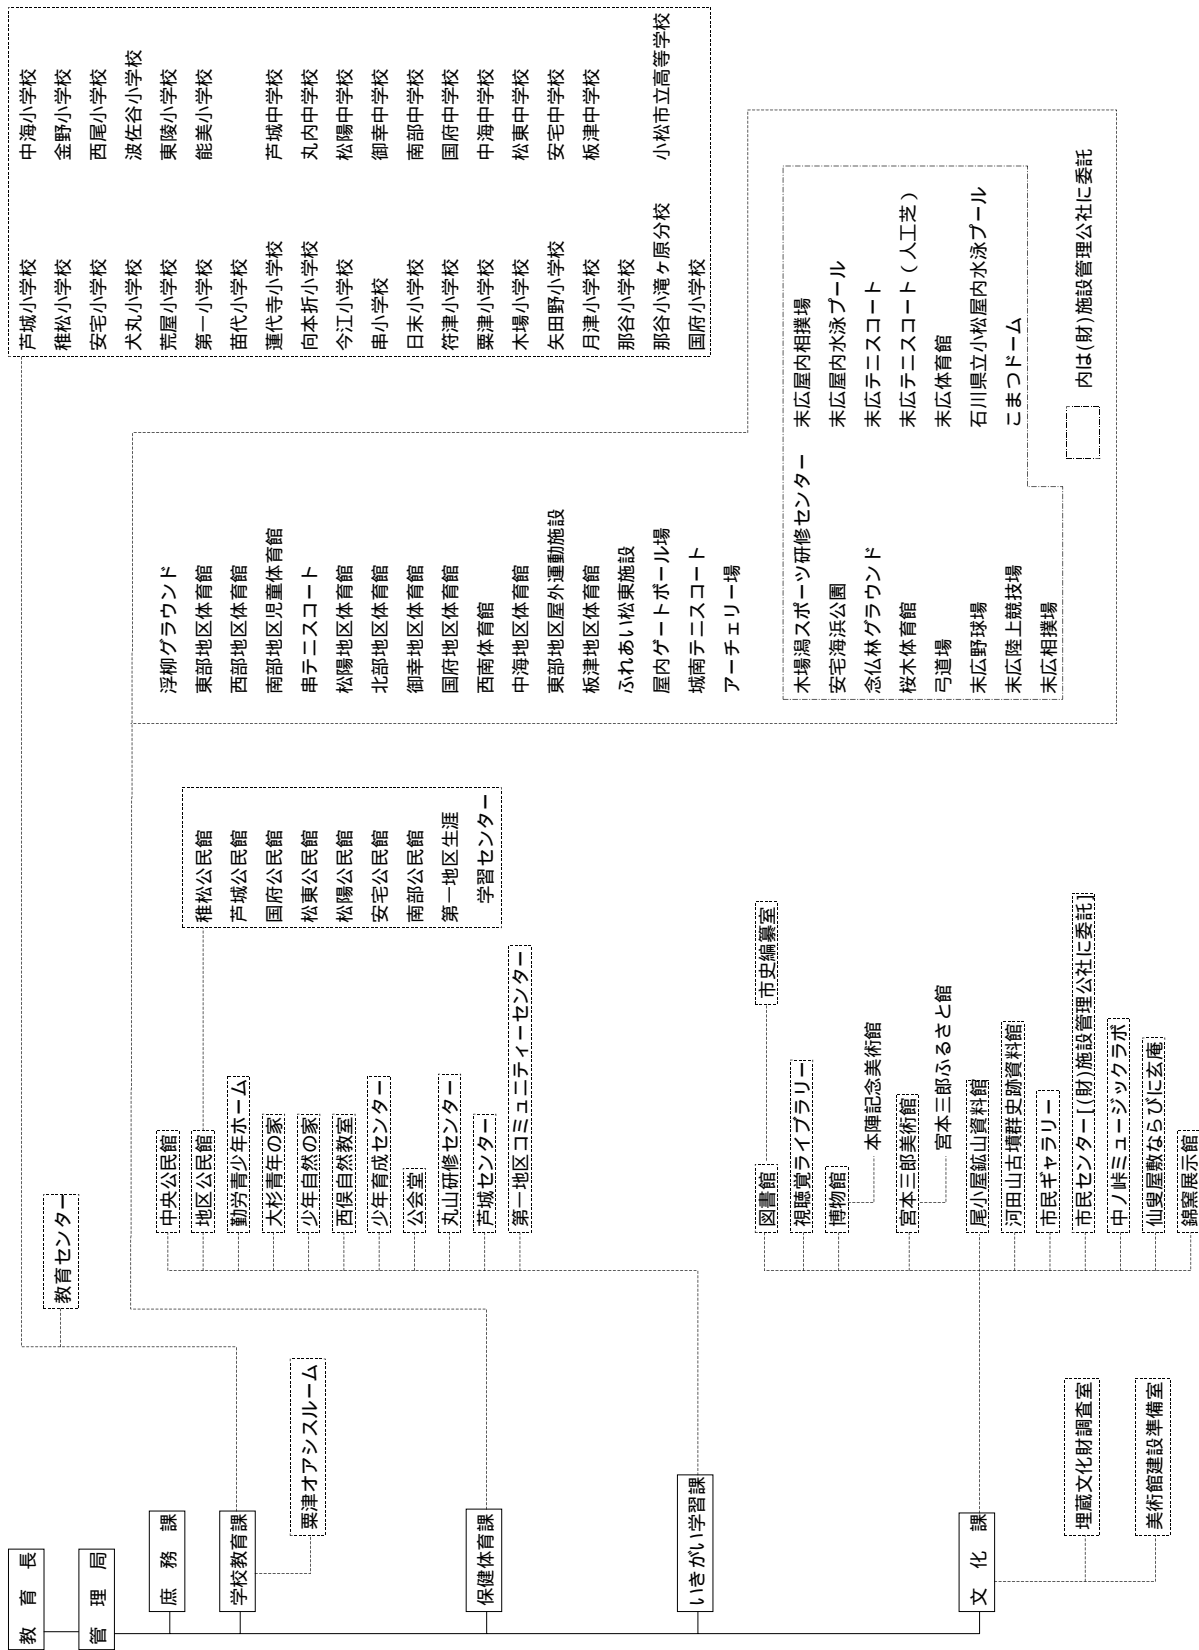 教育長
管理局
庶務課
学校教育課
粟津オアシスルーム
教育センター
芦城小学校
稚松小学校
安宅小学校
犬丸小学校
荒屋小学校
第一小学校
苗代小学校
蓮代寺小学校
向本折小学校
今江小学校
串小学校
日末小学校
符津小学校
粟津小学校
木場小学校
矢田野小学校
月津小学校
那谷小学校
那谷小滝ヶ原分校
国府小学校
中海小学校
金野小学校
西尾小学校
波佐谷小学校
東陵小学校
能美小学校
芦城中学校
丸内中学校
松陽中学校
御幸中学校
南部中学校
国府中学校
中海中学校
松東中学校
安宅中学校
板津中学校
小松市立高等学校
保健体育課
浮柳グラウンド
東部地区体育館
西部地区体育館
南部地区児童体育館
串テニスコート
松陽地区体育館
北部地区体育館
御幸地区体育館
国府地区体育館
西南体育館
中海地区体育館
東部地区屋外運動施設
板津地区体育館
ふれあい松東施設
屋内ゲートボール場
城南テニスコート
アーチェリー場
木場潟スポーツ研修センター
安宅海浜公園
念仏林グラウンド
桜木体育館
弓道場
末広野球場
末広陸上競技場
末広相撲場
末広屋内相撲場
末広屋内水泳プール
末広テニスコート
末広テニスコート（人工芝）
末広体育館
石川県立小松屋内水泳プール
こまつドーム
内は(財)施設管理公社に委託
いきがい学習課
中央公民館
地区公民館
稚松公民館
芦城公民館
国府公民館
松東公民館
松陽公民館
安宅公民館
南部公民館
第一地区生涯
学習センター
勤労青少年ホーム
大杉青年の家
少年自然の家
西俣自然教室
少年育成センター
公会堂
丸山研修センター
芦城センター
第一地区コミュニティーセンター
文化課
埋蔵文化財調査室
美術館建設準備室
図書館
市史編纂室
視聴覚ライブラリー
博物館
本陣記念美術館
宮本三郎美術館
宮本三郎ふるさと館
尾小屋鉱山資料館
河田山古墳群史跡資料館
市民ギャラリー
市民センター[(財)施設管理公社に委託]
中ノ峠ミュージックラボ
仙叟屋敷ならびに玄庵
錦窯展示館